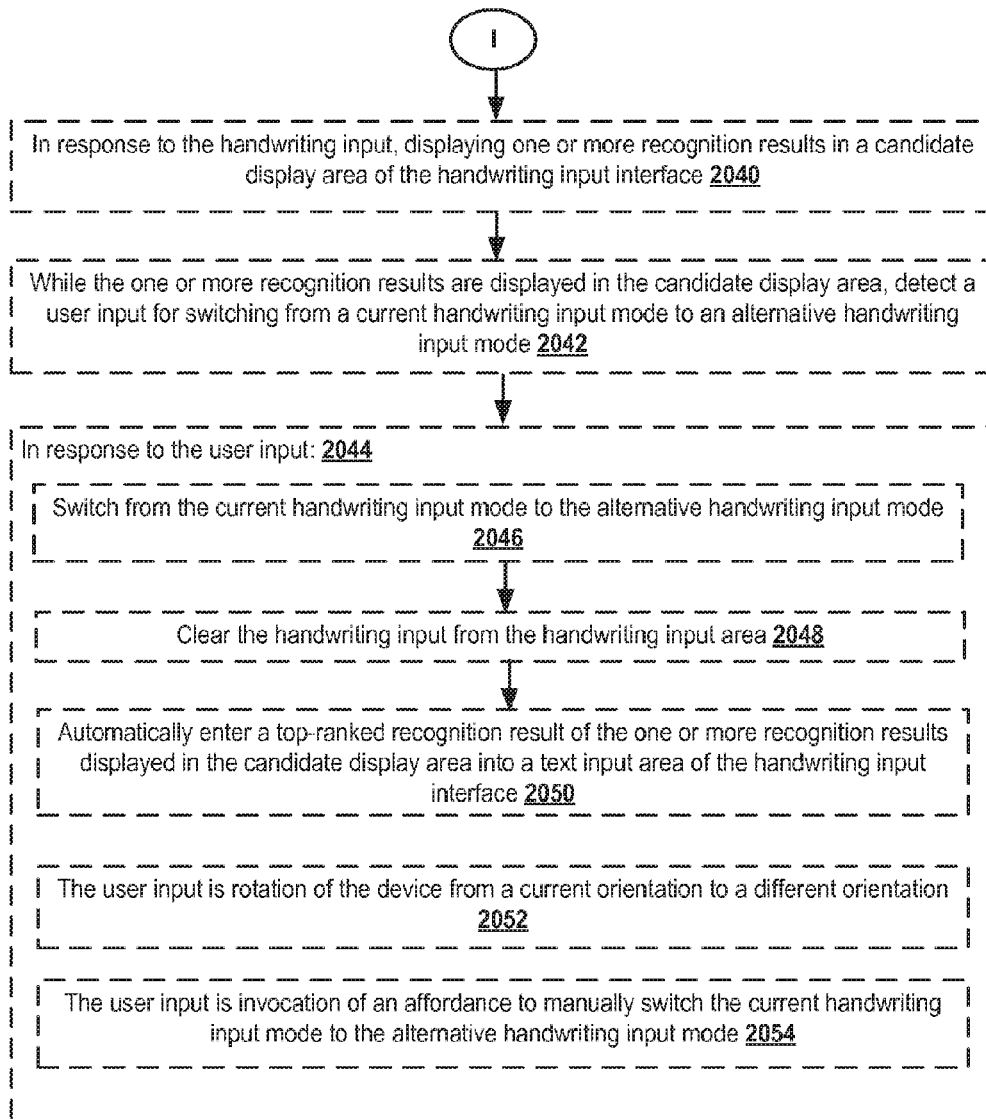 I
In response to the handwriting input, displaying one or more recognition results in a candidate
display area of the handwriting input interface 2040
While the one or more recognition results are displayed in the candidate display area, detect a
user input for switching from a current handwriting input mode to an alternative handwriting
input mode 2042
In response to the user input: 2044
Switch from the current handwriting input mode to the alternative handwriting input mode
2046
Clear the handwriting input from the handwriting input area 2048
Automatically enter a top-ranked recognition result of the one or more recognition results
displayed in the candidate display area into a text input area of the handwriting input
interface 2050
The user input is rotation of the device from a current orientation to a different orientation
2052
The user input is invocation of an affordance to manually switch the current handwriting
input mode to the alternative handwriting input mode 2054